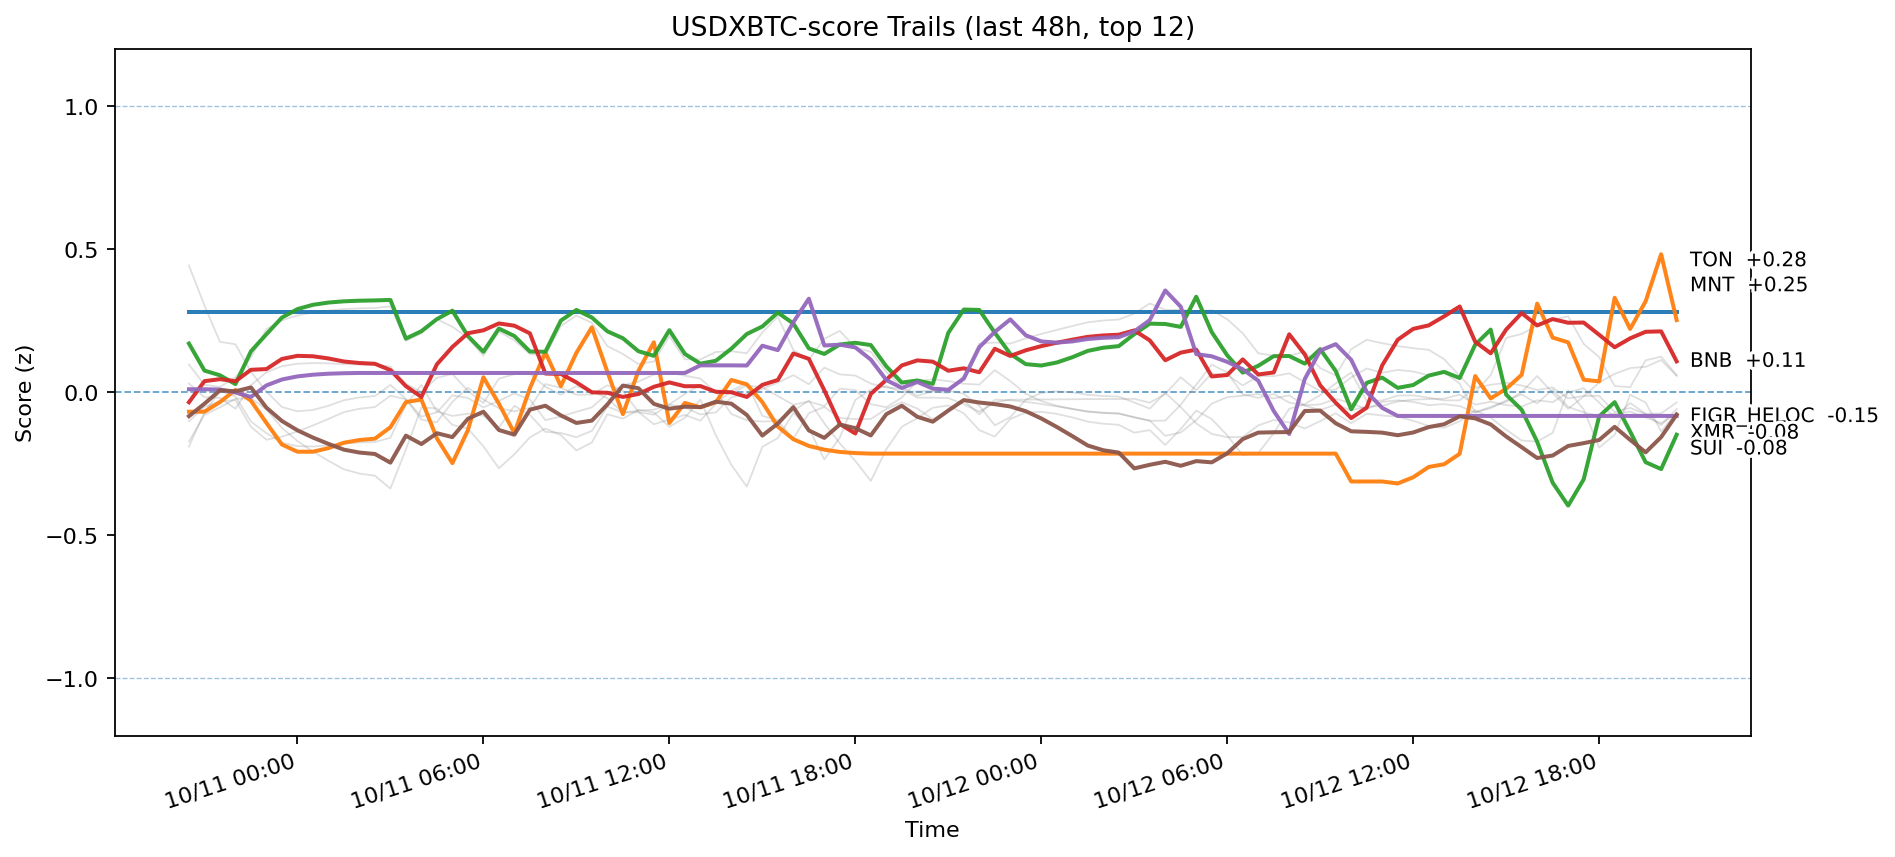 USDXBTC-score Trails (last 48h, top 12)
Score (z)
1.0
0.5
0.0
−0.5
−1.0
TON +0.28
MNT +0.25
BNB +0.11
FIGR_HELOC -0.15
XMR -0.08
SUI -0.08
10/11 00:00
10/11 06:00
10/11 12:00
10/11 18:00
10/12 00:00
10/12 06:00
10/12 12:00
10/12 18:00
Time